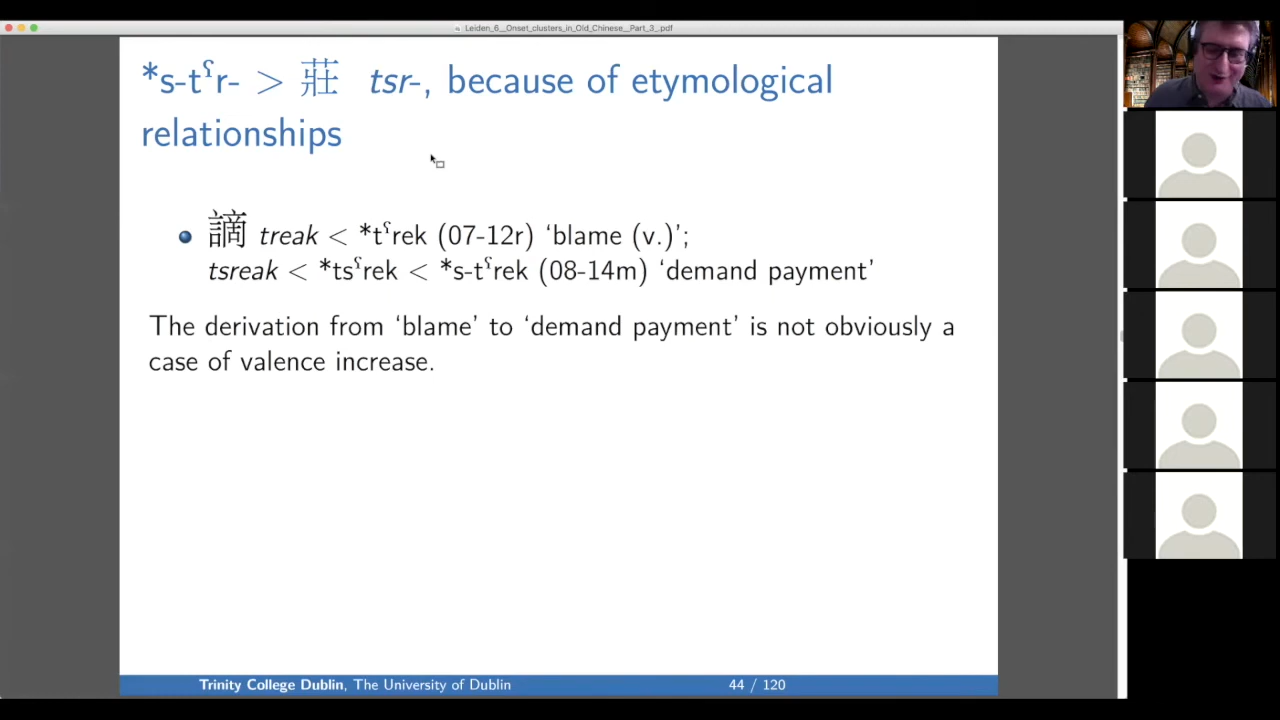 Leiden_6__Onset_clusters_in_Old_Chinese__Part_3_.pdf
*s-tˤr- > 莊 tsr-, because of etymological
relationships
謫 treak < *tˤrek (07-12r) ‘blame (v.)’;
tsreak < *tsˤrek < *s-tˤrek (08-14m) ‘demand payment’
The derivation from ‘blame’ to ‘demand payment’ is not obviously a
case of valence increase.
Trinity College Dublin, The University of Dublin 44 / 120